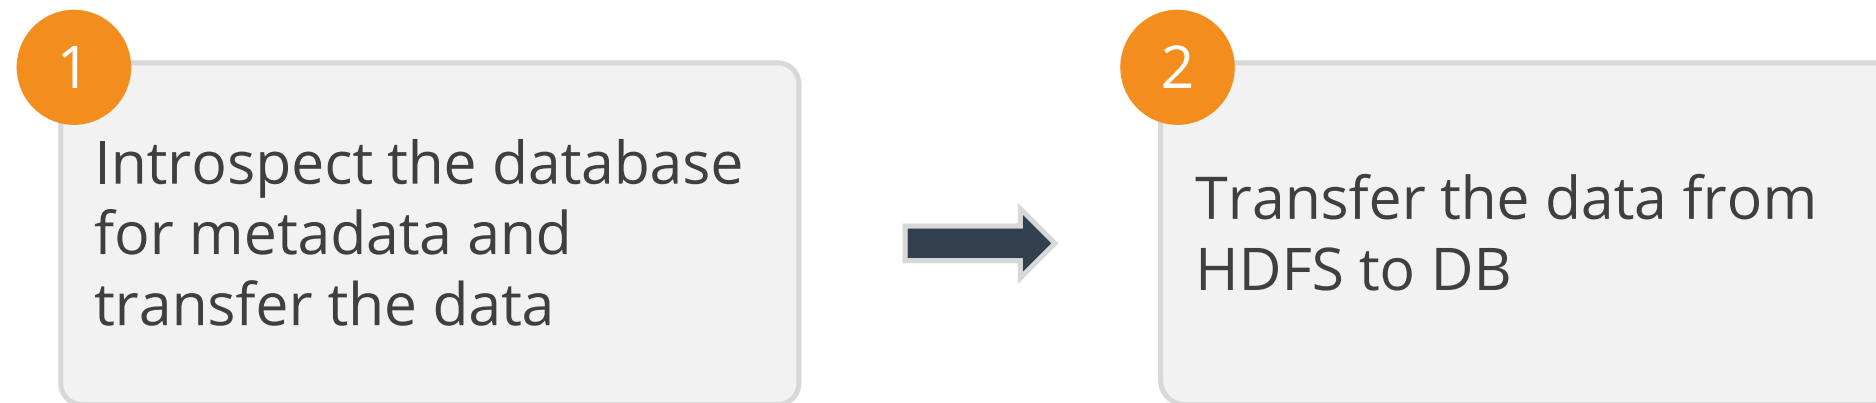 1
Introspect the database
for metadata and
transfer the data
2
Transfer the data from
HDFS to DB